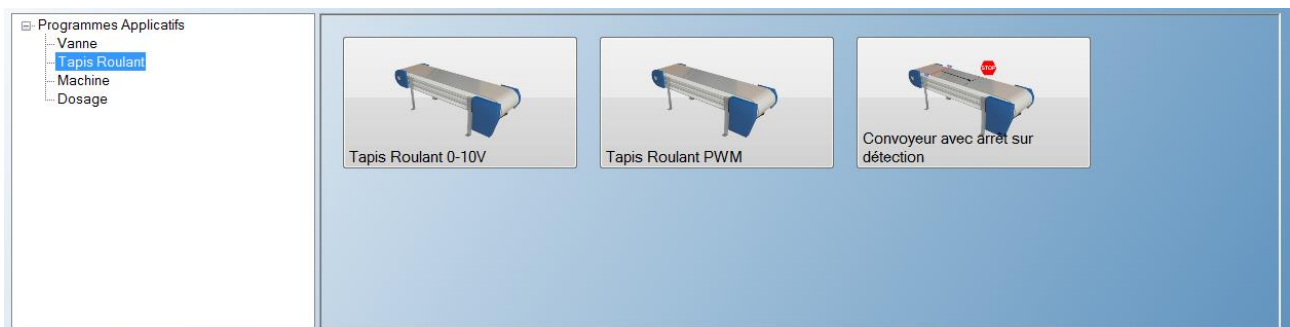 Programmes Applicatifs
Vanne
Tapis Roulant
Machine
Dosage
Tapis Roulant 0-10V
Tapis Roulant PWM
STOP
Convoyeur avec arrêt sur
détection